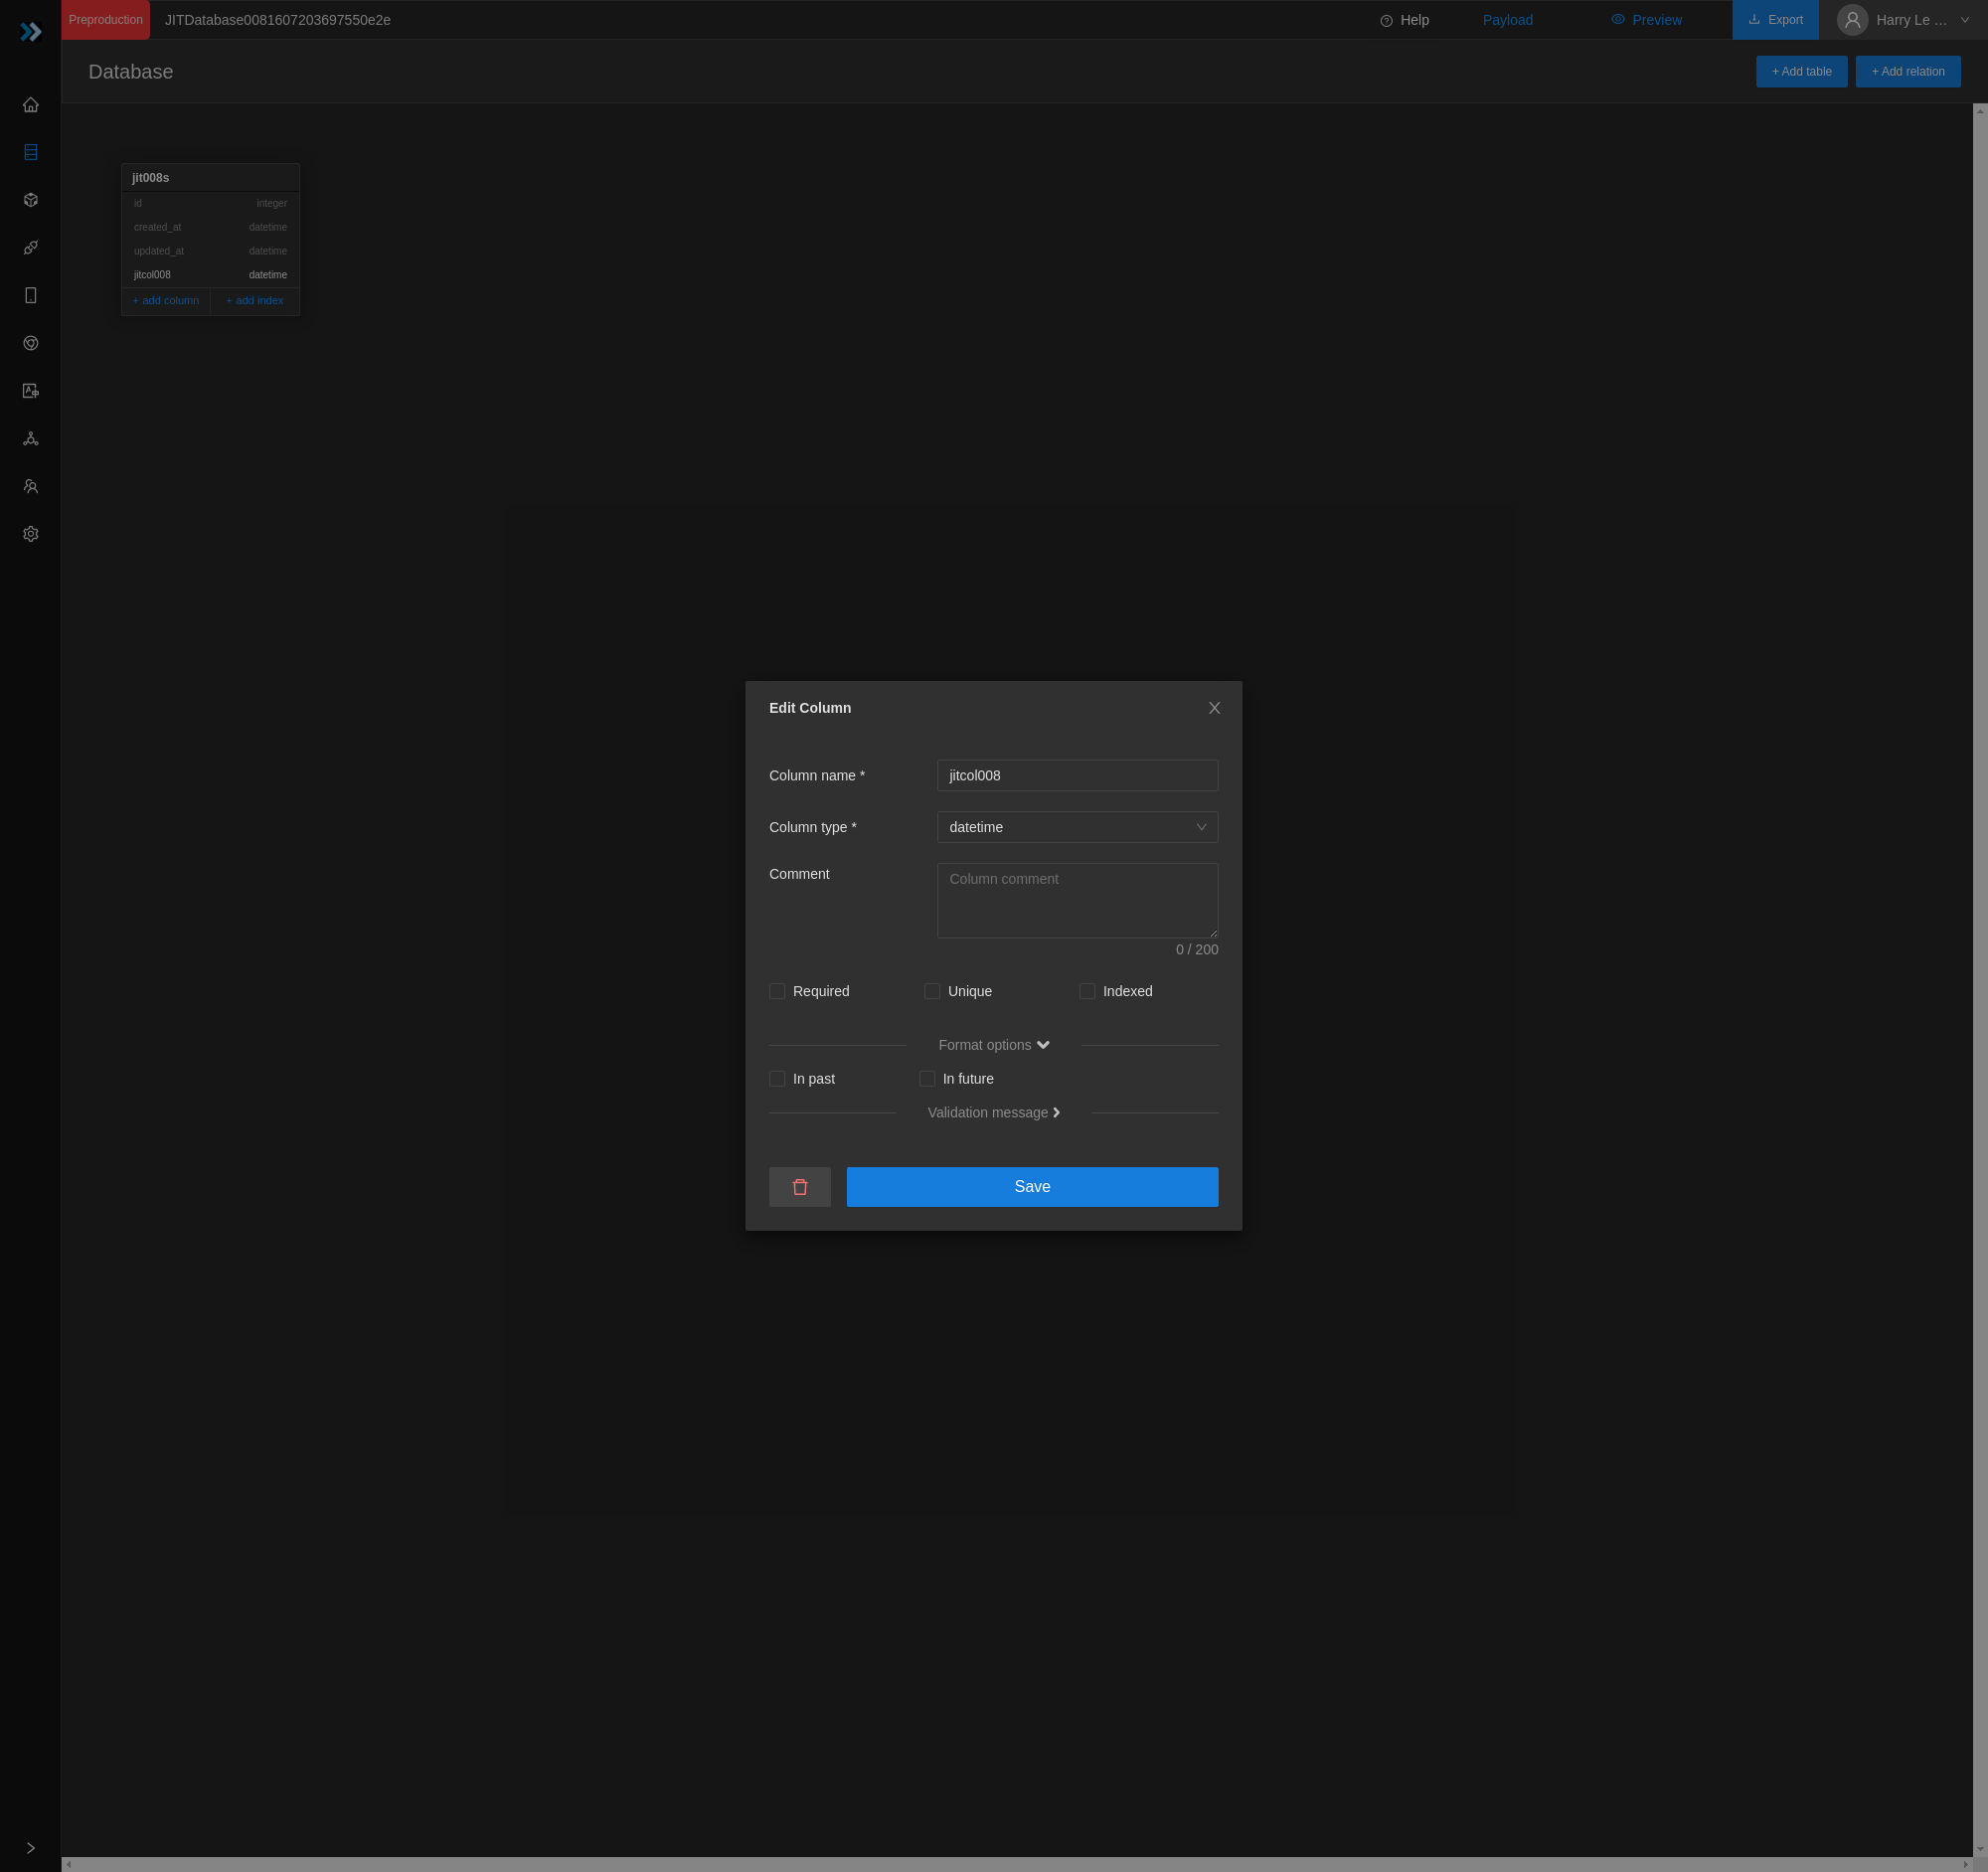 Preproduction JITDatabase0081607203697550e2e Help Payload Preview Export Harry Le ...
Database + Add table + Add relation
jit008s
id integer
created_at datetime
updated_at datetime
jitcol008 datetime
+ add column + add index
Edit Column
Column name * jitcol008
Column type * datetime
Comment Column comment
0 / 200
Required Unique Indexed
Format options
In past In future
Validation message
Save